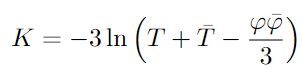 $K = -3 \ln \left( T + \bar{T} - \frac{\varphi \bar{\varphi}}{3} \right)$